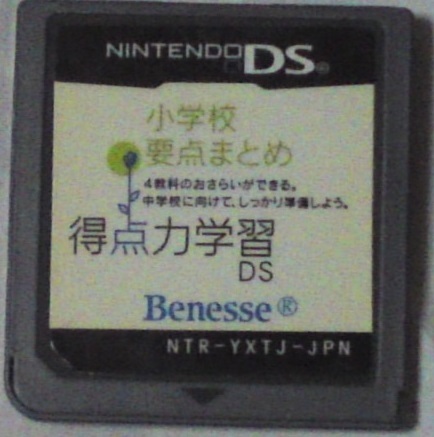 NINTENDO DS®
小学校
要点まとめ
4教科のおさらいができる。
中学校に向けて、しっかり準備しよう。
得点力学習
DS
Benesse®
NTR-YXTJ-JPN